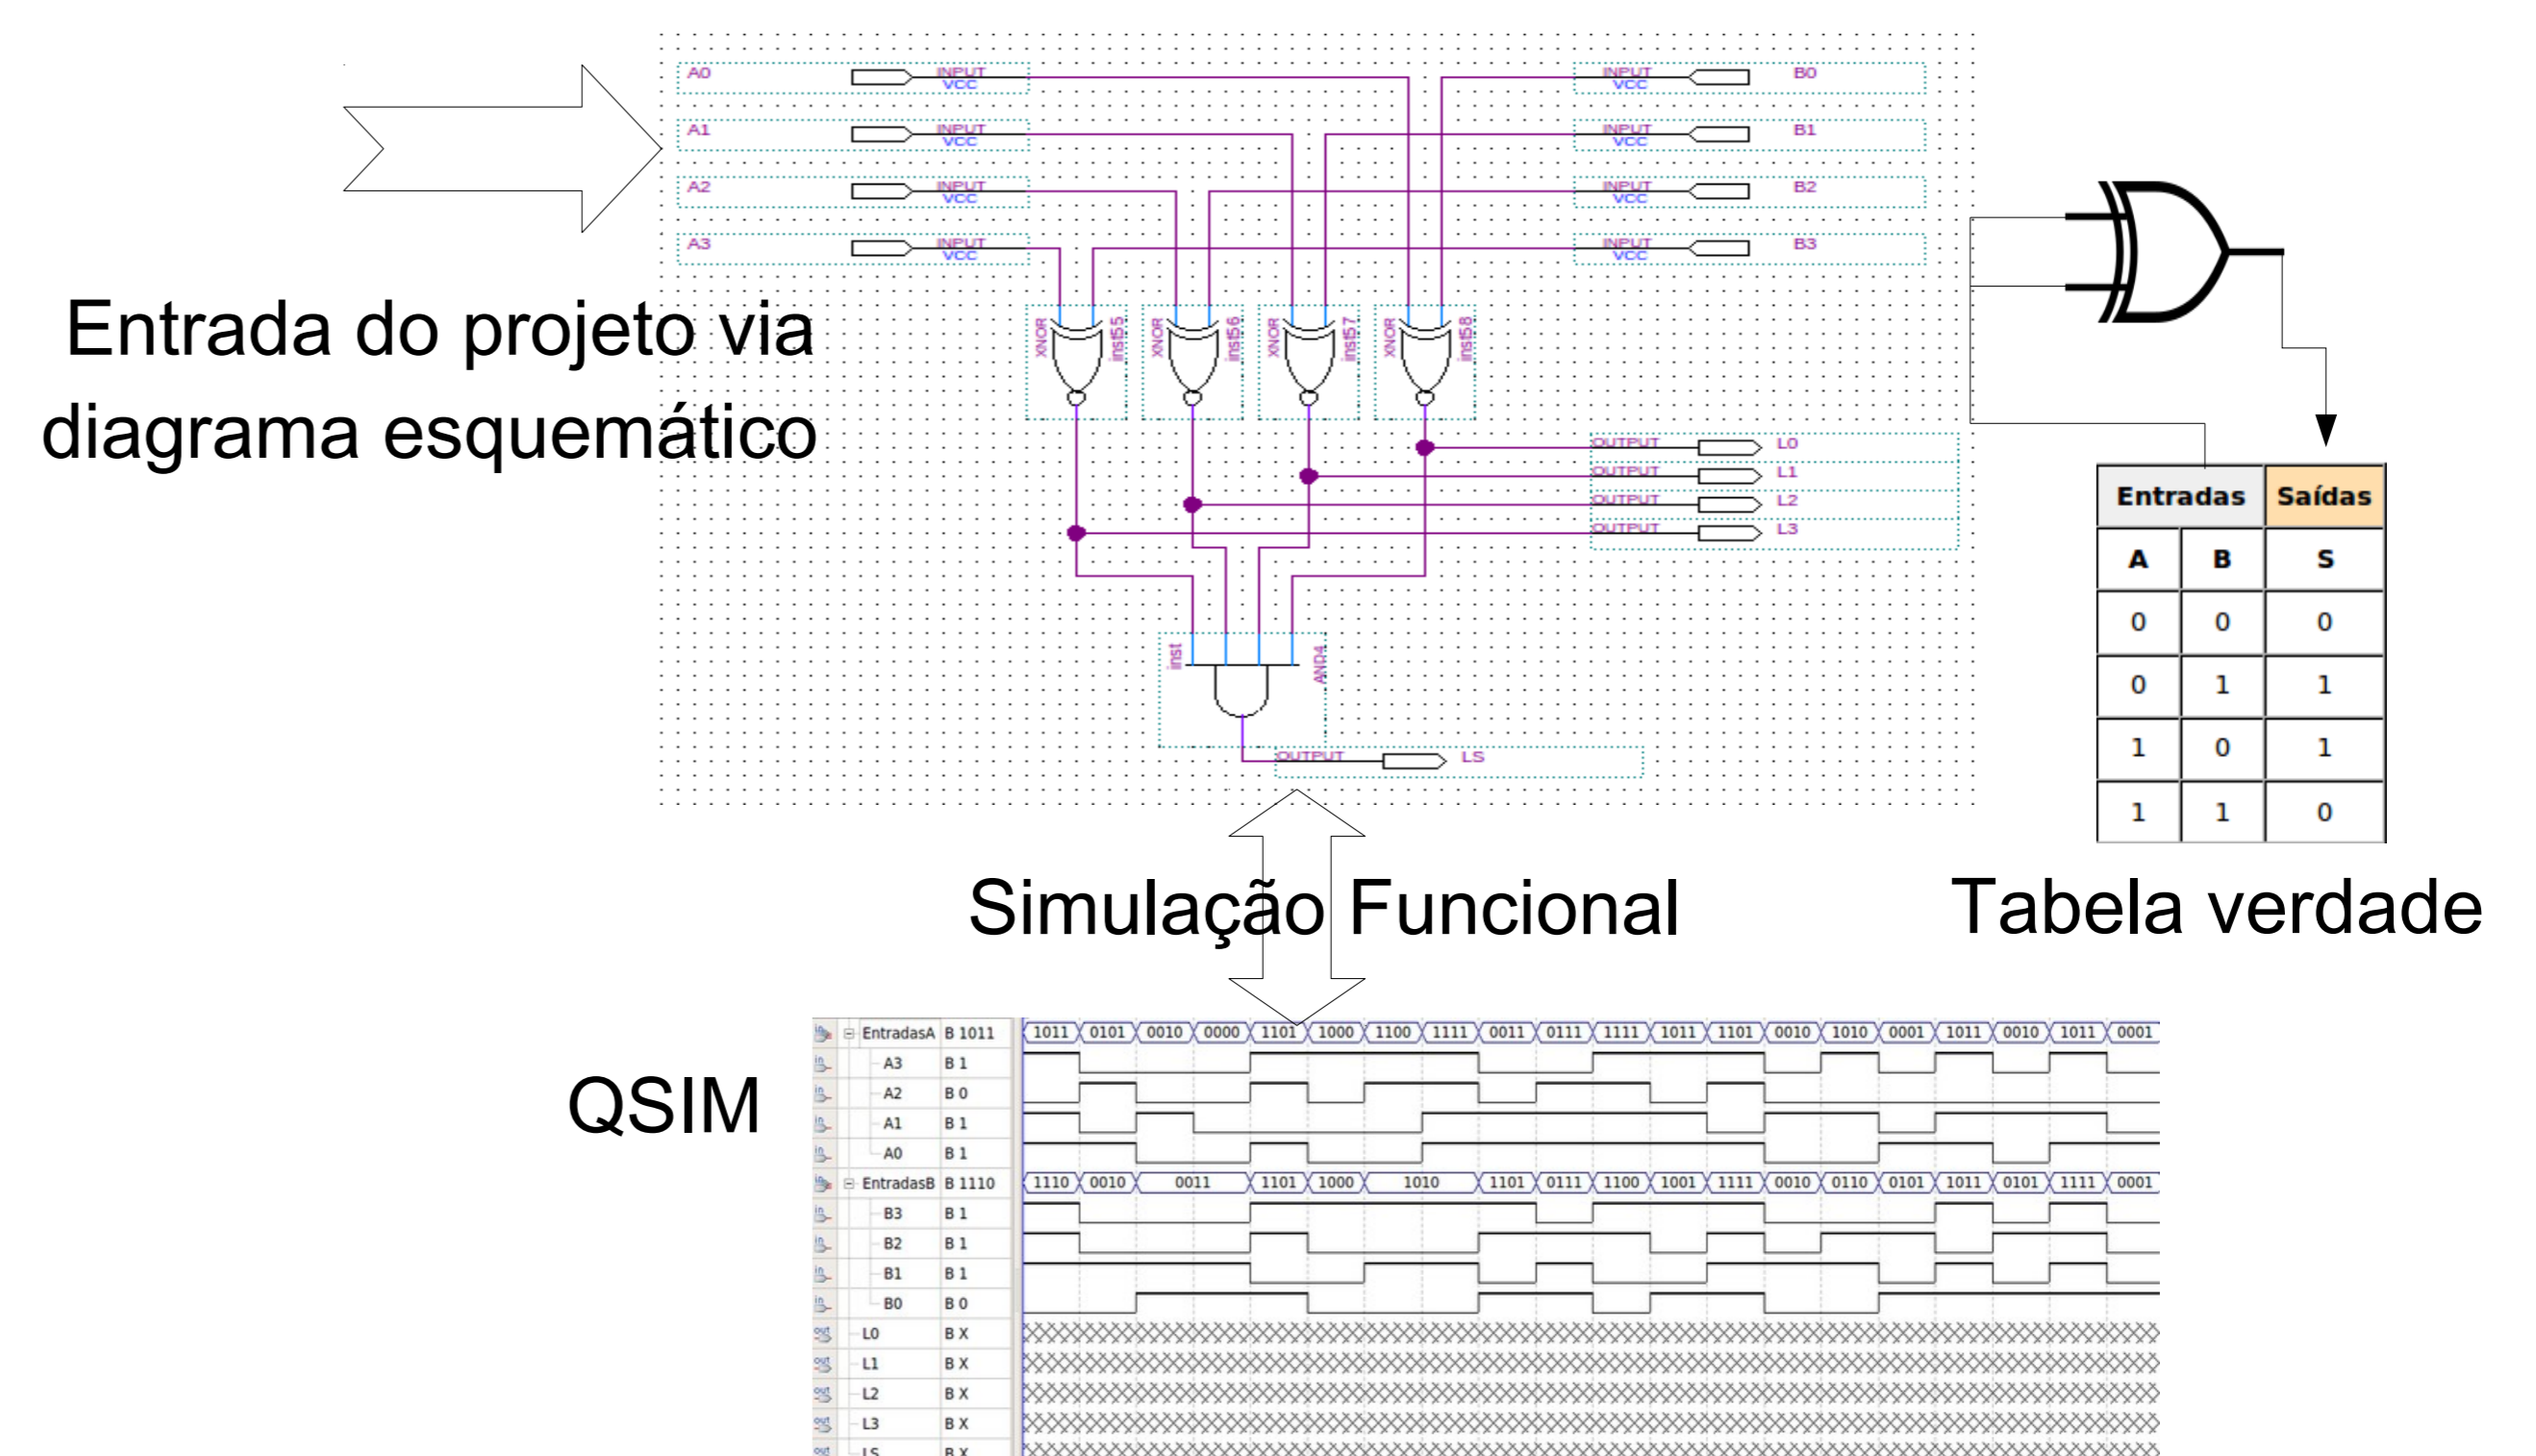 A0 INPUT VCC INPUT VCC B0
A1 INPUT VCC INPUT VCC B1
A2 INPUT VCC INPUT VCC B2
A3 INPUT VCC INPUT VCC B3
Entrada do projeto via
diagrama esquemático
XNOR inst55 XNOR inst56 XNOR inst57 XNOR inst58
OUTPUT L0
OUTPUT L1
OUTPUT L2
OUTPUT L3
inst AND4
OUTPUT LS
Entradas Saídas
A B S
0 0 0
0 1 1
1 0 1
1 1 0
Tabela verdade
Simulação Funcional
QSIM
EntradasA B 1011 1011 0101 0010 0000 1101 1000 1100 1111 0011 0111 1111 1011 1101 0010 1010 0001 1011 0010 1011 0001
A3 B 1
A2 B 0
A1 B 1
A0 B 1
EntradasB B 1110 1110 0010 0011 1101 1000 1010 1101 0111 1100 1001 1111 0010 0110 0101 1011 0101 1111 0001
B3 B 1
B2 B 1
B1 B 1
B0 B 0
L0 B X
L1 B X
L2 B X
L3 B X
LS B X